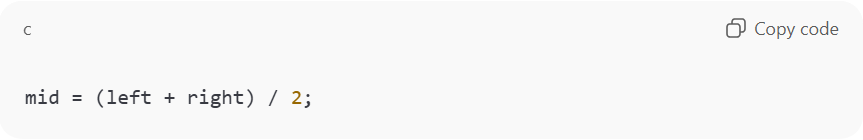 c
Copy code
mid = (left + right) / 2;